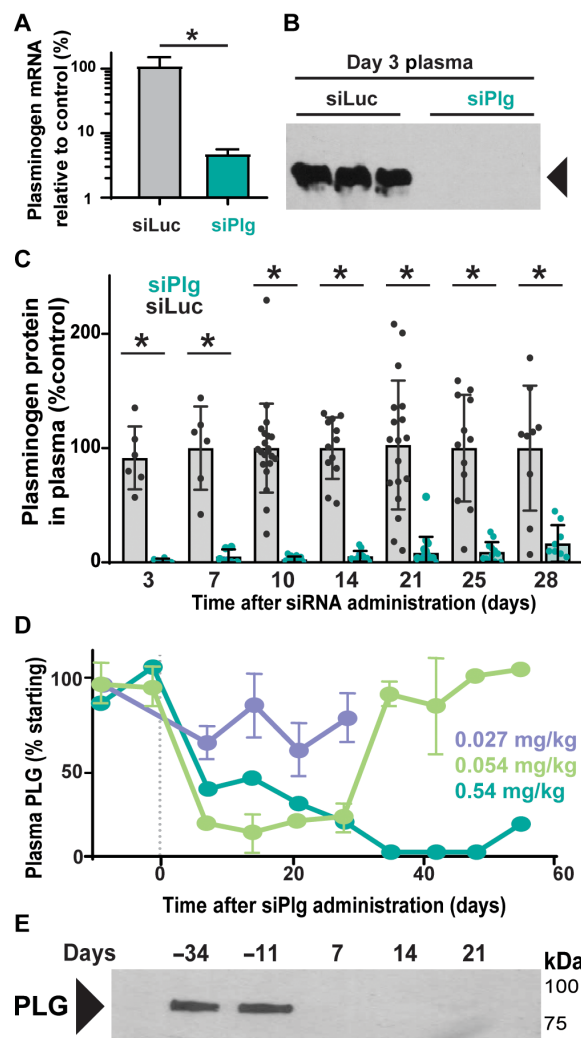 A
Plasminogen mRNA
relative to control (%)
100
10
1
*
siLuc
siPlg
B
Day 3 plasma
siLuc
siPlg
C
Plasminogen protein
in plasma (%control)
siPlg
siLuc
200
100
0
*
*
*
*
*
*
*
3 7 10 14 21 25 28
Time after siRNA administration (days)
D
Plasma PLG (% starting)
100
50
0
0.027 mg/kg
0.054 mg/kg
0.54 mg/kg
0 20 40 60
Time after siPlg administration (days)
E
Days –34 –11 7 14 21 kDa
PLG
100
75